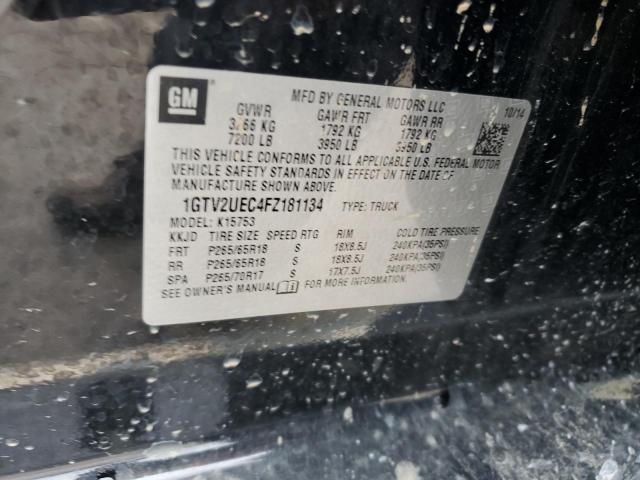 GM
MFD BY GENERAL MOTORS LLC
10/14
GVWR GAWR FRT GAWR RR
KG 1792 KG 1792 KG
7200 LB 3950 LB 3950 LB
THIS VEHICLE CONFORMS TO ALL APPLICABLE U.S. FEDERAL MOTOR
VEHICLE SAFETY STANDARDS IN EFFECT ON THE DATE OF
MANUFACTURE SHOWN ABOVE.
1GTV2UEC4FZ181134 TYPE: TRUCK
MODEL: K15753
KKJD TIRE SIZE SPEED RTG RIM COLD TIRE PRESSURE
FRT P265/65R18 S 18X8.5J 240KPA(35PSI)
RR P265/65R18 S 18X8.5J 240KPA(35PSI)
SPA P265/70R17 S 17X7.5J 240KPA(35PSI)
SEE OWNER'S MANUAL FOR MORE INFORMATION.